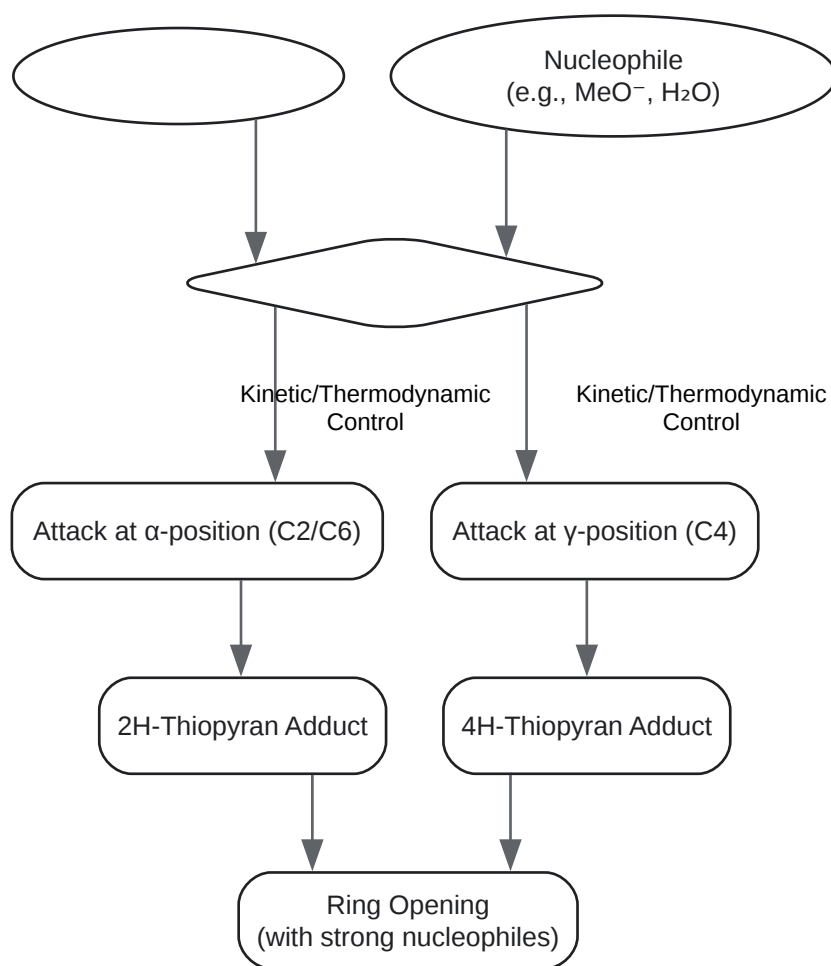 Nucleophile
(e.g., MeO⁻, H₂O)
Kinetic/Thermodynamic
Control
Kinetic/Thermodynamic
Control
Attack at α-position (C2/C6)
Attack at γ-position (C4)
2H-Thiopyran Adduct
4H-Thiopyran Adduct
Ring Opening
(with strong nucleophiles)